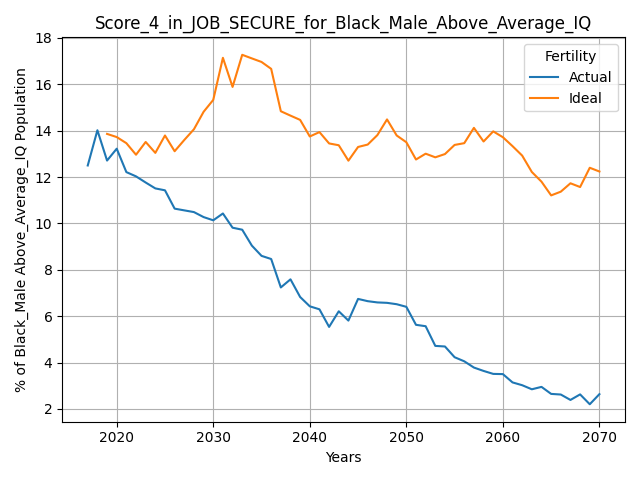 Score_4_in_JOB_SECURE_for_Black_Male_Above_Average_IQ
% of Black_Male Above_Average_IQ Population
18
16
14
12
10
8
6
4
2
Fertility
Actual
Ideal
2020 2030 2040 2050 2060 2070
Years